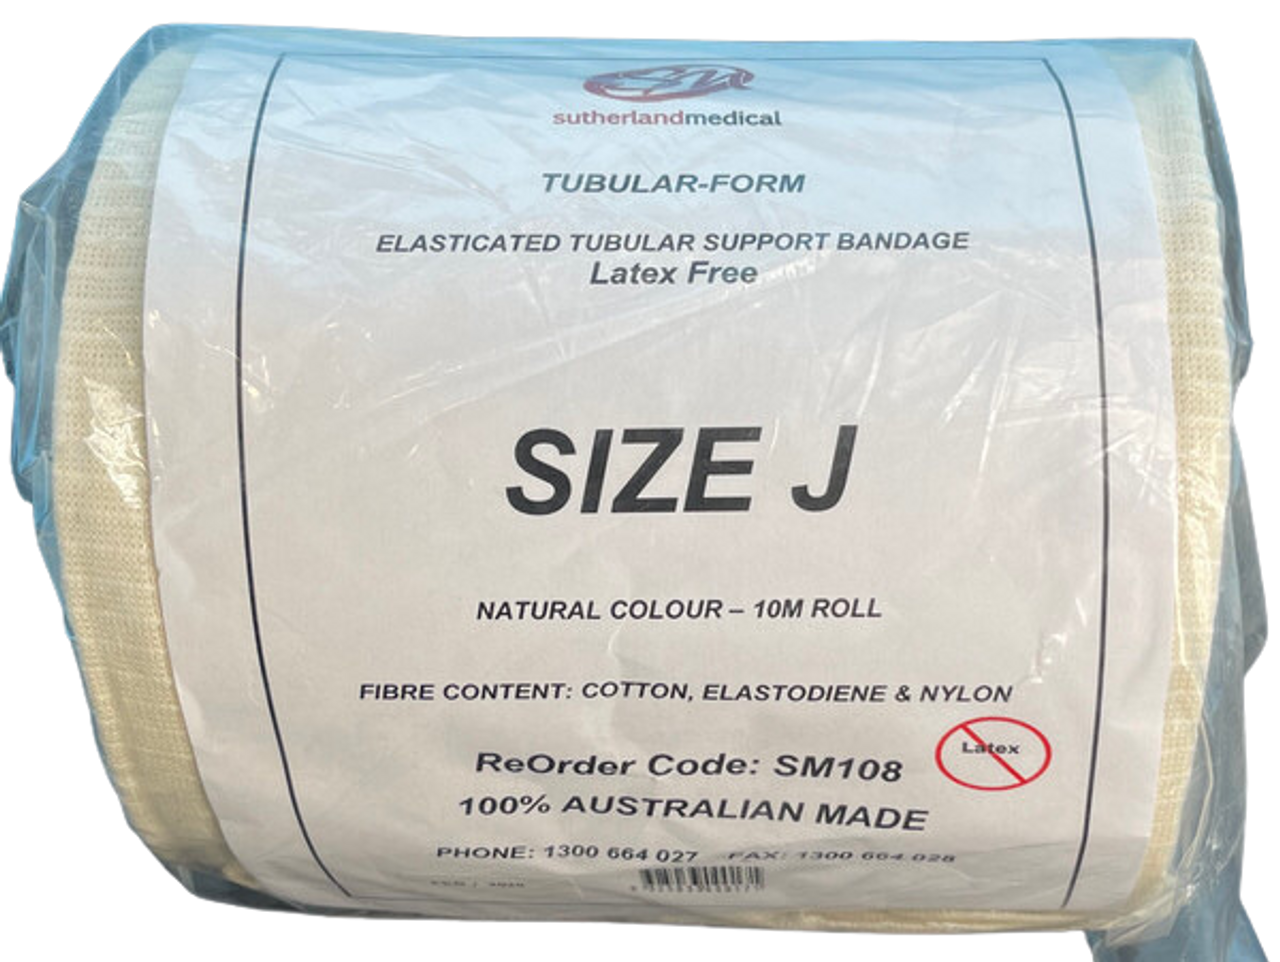 SM
sutherlandmedical
TUBULAR-FORM
ELASTICATED TUBULAR SUPPORT BANDAGE
Latex Free
SIZE J
NATURAL COLOUR – 10M ROLL
FIBRE CONTENT: COTTON, ELASTODIENE & NYLON
Latex
ReOrder Code: SM108
100% AUSTRALIAN MADE
PHONE: 1300 664 027 FAX: 1300 664 028